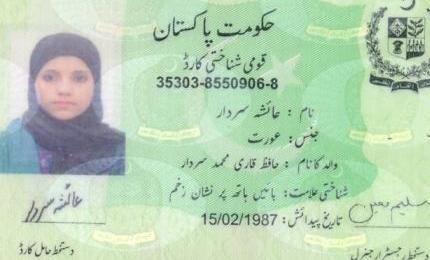 حکومت پاکستان
قومی شناختی کارڈ
35303-8550906-8
نام : عائشہ سردار
جنس: عورت
والد کا نام : حافظ قاری محمد سردار
شناختی علامت: بائیں ہاتھ پر نشان زخم
تاریخ پیدائش: 15/02/1987
عائشہ سردار
دستخط حامل کارڈ
دستخط رجسٹرار جنرل